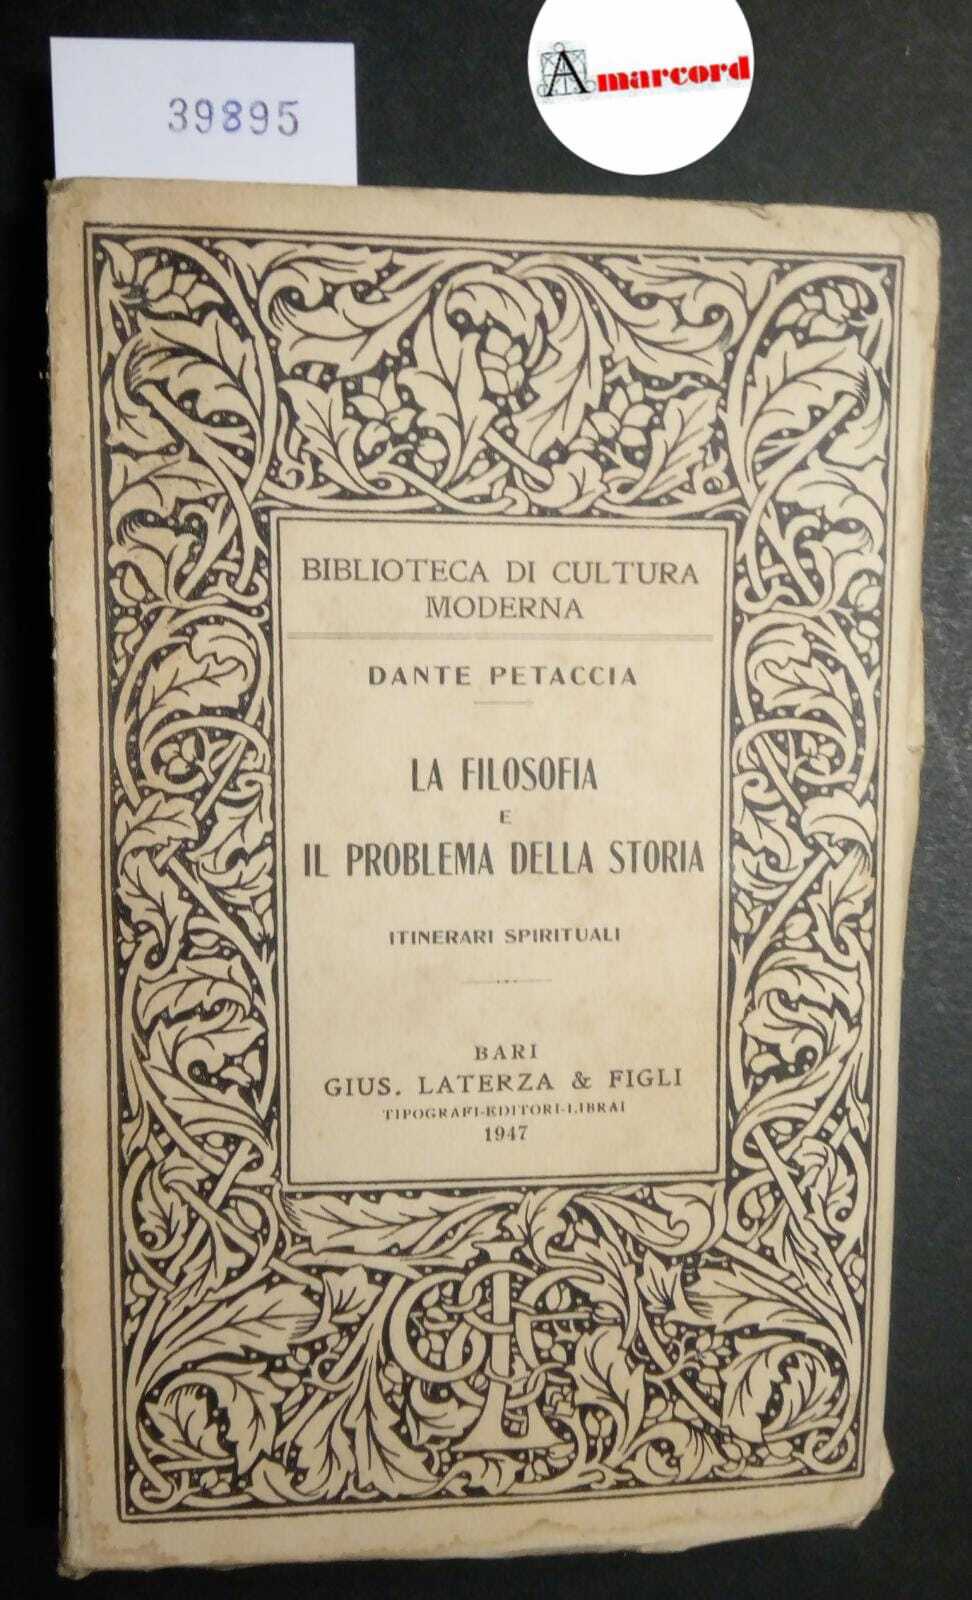 39895
Amarcord
BIBLIOTECA DI CULTURA
MODERNA
DANTE PETACCIA
LA FILOSOFIA
E
IL PROBLEMA DELLA STORIA
ITINERARI SPIRITUALI
BARI
GIUS. LATERZA & FIGLI
TIPOGRAFI-EDITORI-LIBRAI
1947